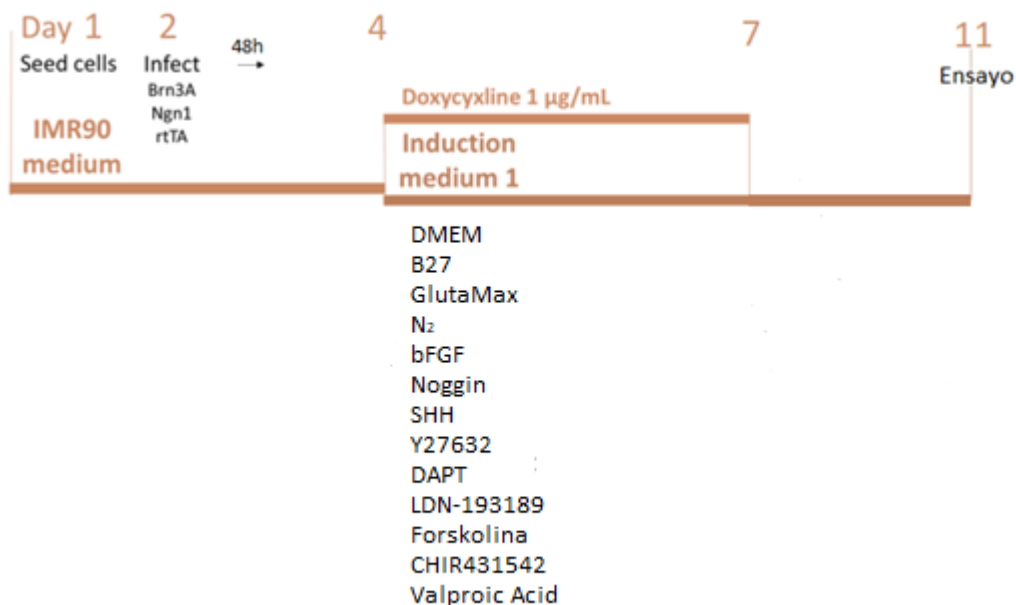 Day 1 2 4 7 11
Seed cells Infect 48h Ensayo
Brn3A
Ngn1
rtTA
IMR90
medium
Doxycyxline 1 µg/mL
Induction
medium 1
DMEM
B27
GlutaMax
N₂
bFGF
Noggin
SHH
Y27632
DAPT
LDN-193189
Forskolina
CHIR431542
Valproic Acid